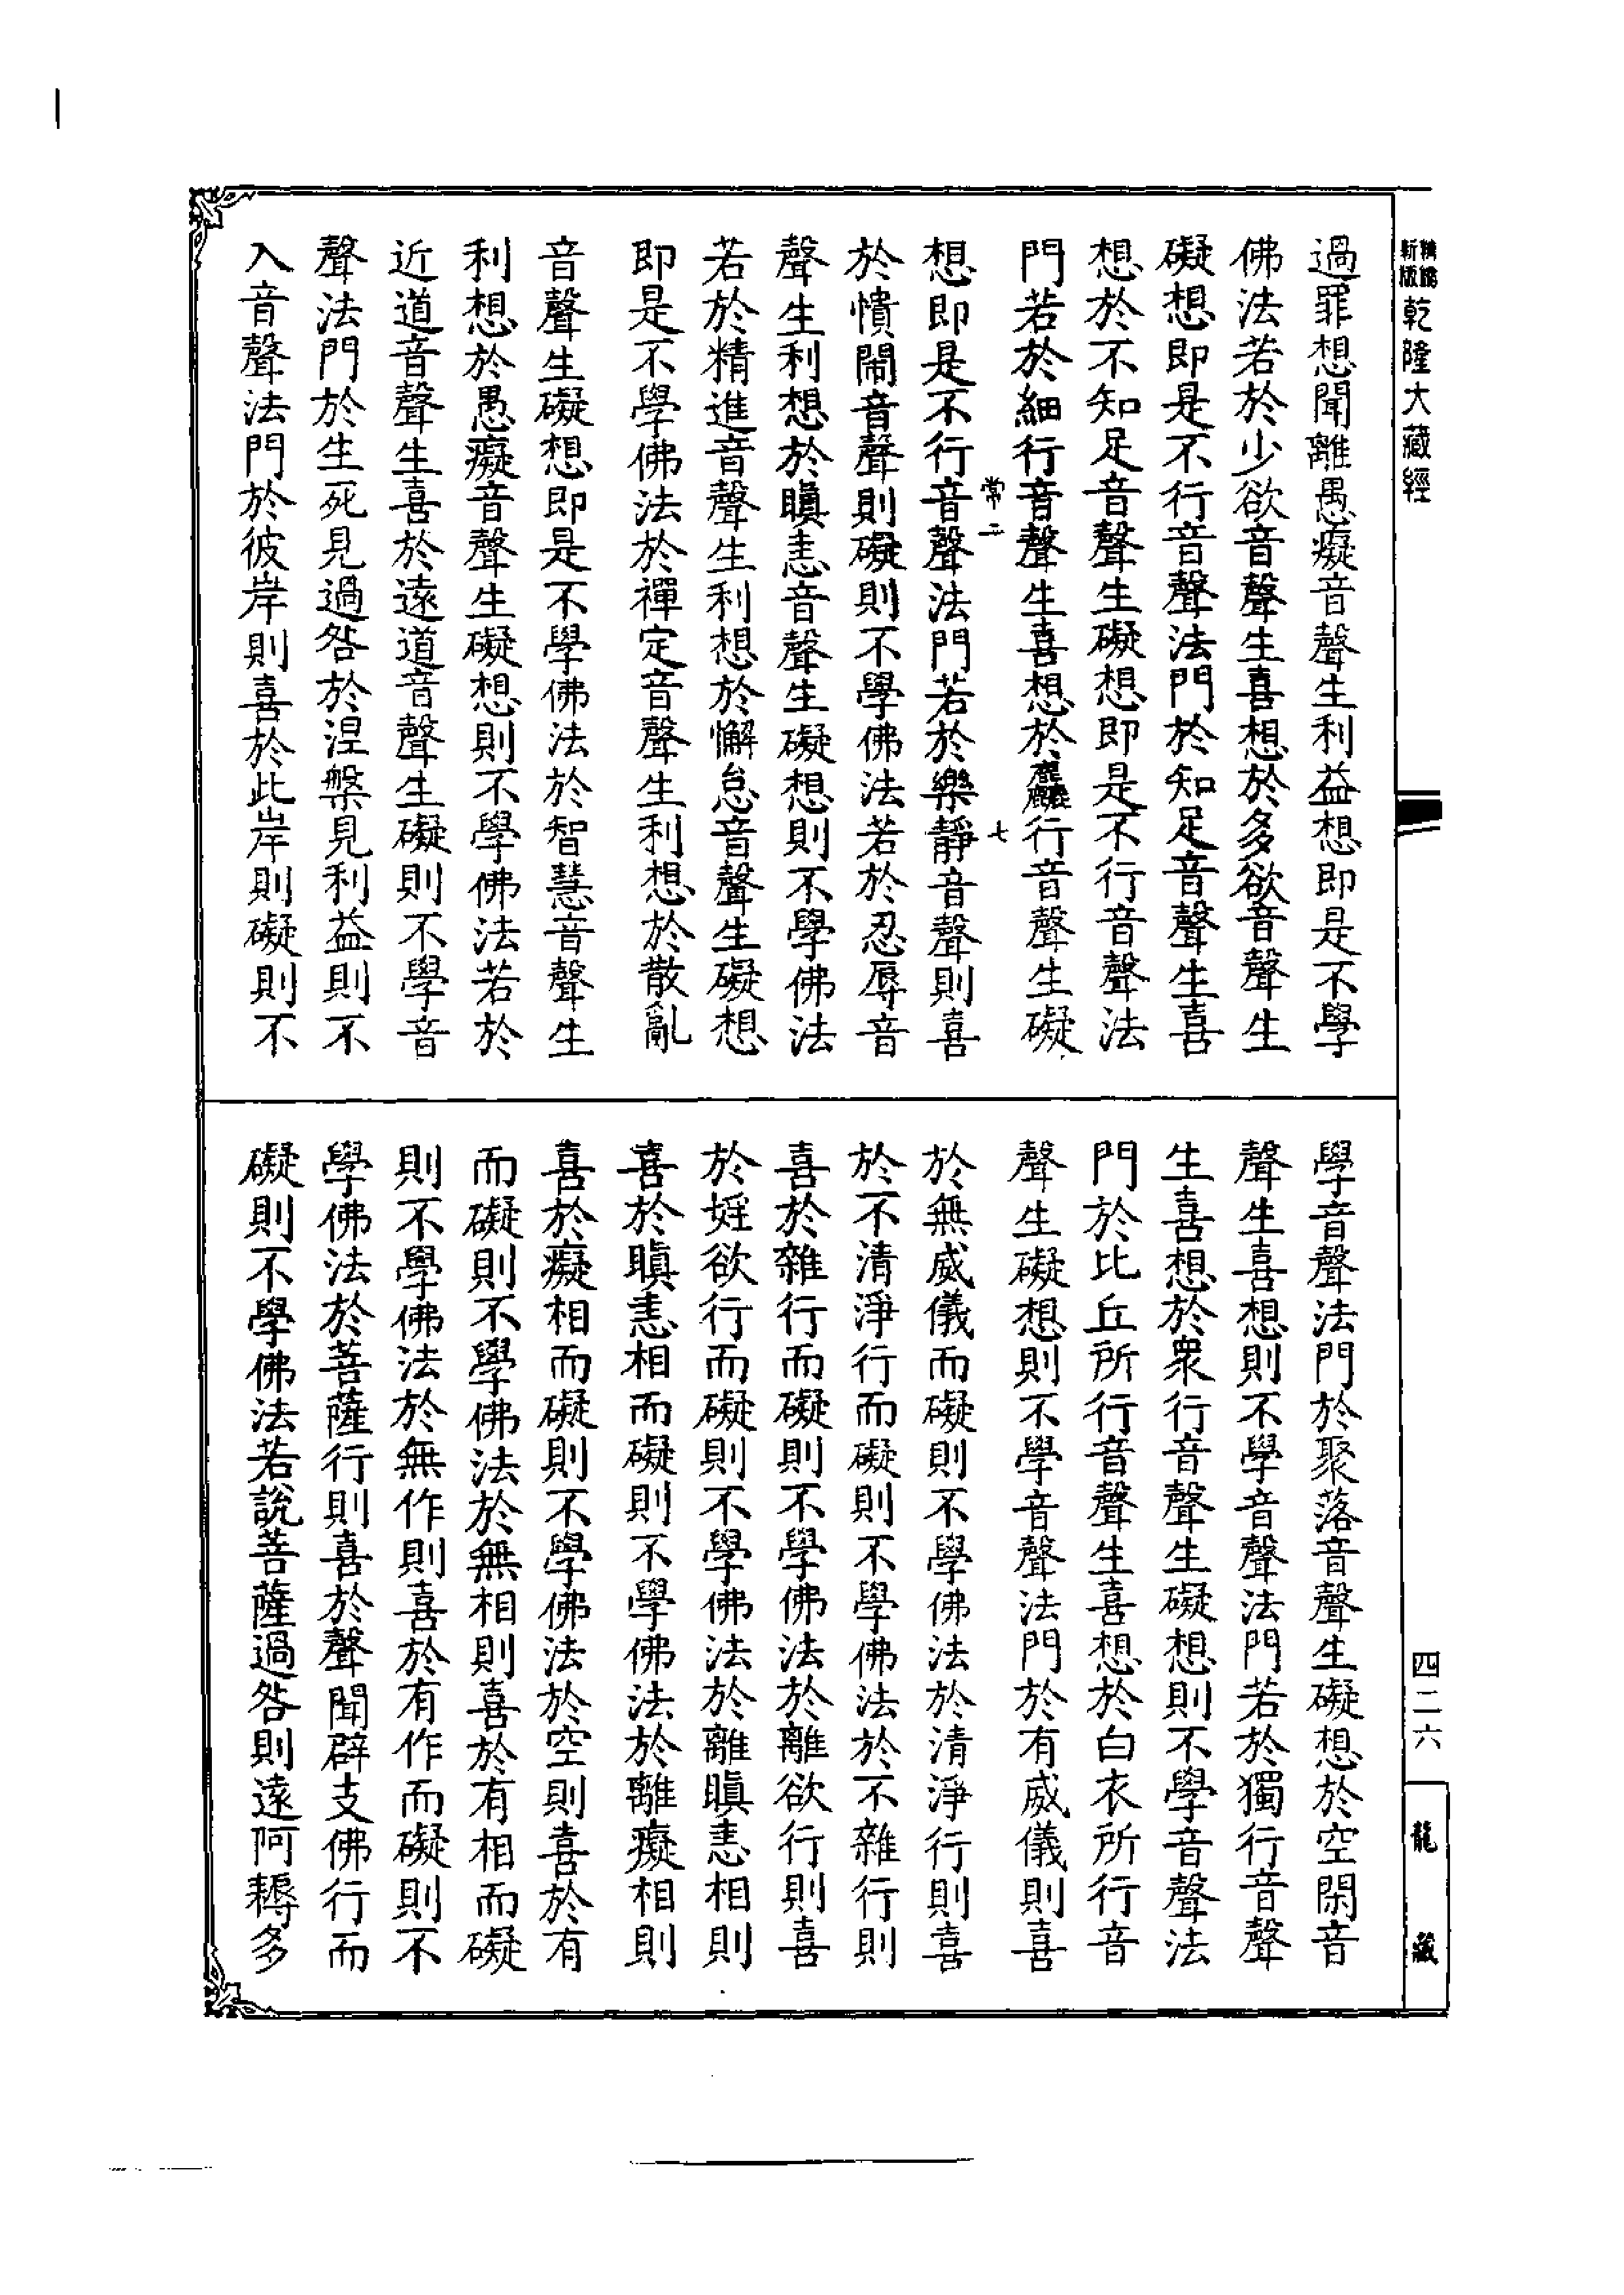 新版
精縮
乾隆大藏經
過罪想聞離愚癡音聲生利益想即是不學
佛法若於少欲音聲生喜想於多欲音聲生
礙想即是不行音聲法門於知足音聲生喜
想於不知足音聲生礙想即是不行音聲法
門若於細行音聲生喜想於麤行音聲生礙
常二
七
想即是不行音聲法門若於樂靜音聲則喜
於憒閙音聲則礙則不學佛法若於忍辱音
聲生利想於瞋恚音聲生礙想則不學佛法
若於精進音聲生利想於懈怠音聲生礙想
即是不學佛法於禪定音聲生利想於散亂
音聲生礙想即是不學佛法於智慧音聲生
利想於愚癡音聲生礙想則不學佛法若於
近道音聲生喜於遠道音聲生礙則不學音
聲法門於生死見過咎於涅槃見利益則不
入音聲法門於彼岸則喜於此岸則礙則不
學音聲法門於聚落音聲生礙想於空閑音
聲生喜想則不學音聲法門若於獨行音聲
生喜想於衆行音聲生礙想則不學音聲法
門於比丘所行音聲生喜想於白衣所行音
聲生礙想則不學音聲法門於有威儀則喜
於無威儀而礙則不學佛法於清淨行則喜
於不清淨行而礙則不學佛法於不雜行則
喜於雜行而礙則不學佛法於離欲行則喜
於婬欲行而礙則不學佛法於離瞋恚相則
喜於瞋恚相而礙則不學佛法於離癡相則
喜於癡相而礙則不學佛法於空則喜於有
而礙則不學佛法於無相則喜於有相而礙
則不學佛法於無作則喜於有作而礙則不
學佛法於菩薩行則喜於聲聞辟支佛行而
礙則不學佛法若說菩薩過咎則遠阿耨多
四二六
龍藏